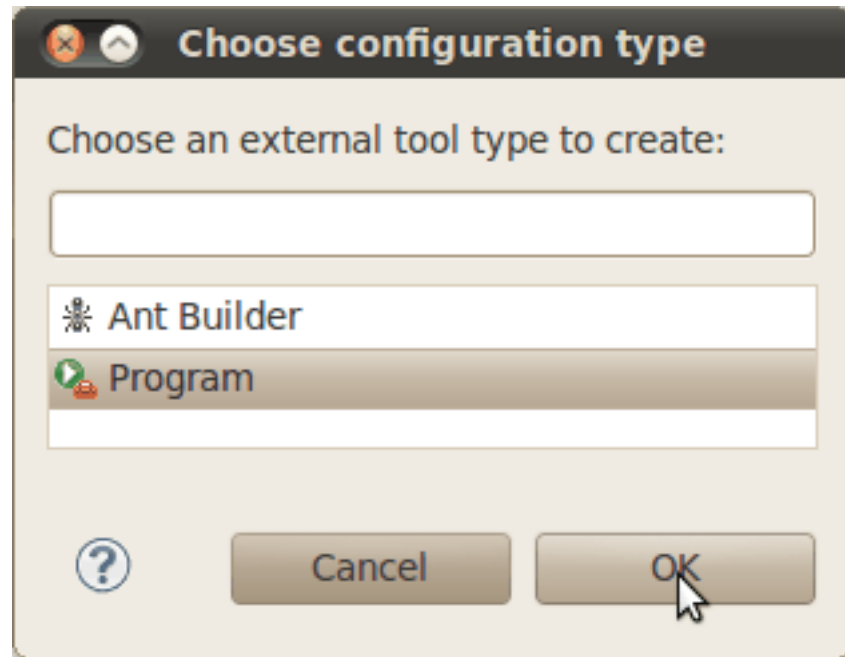 Choose configuration type
Choose an external tool type to create:
Ant Builder
Program
?
Cancel
OK